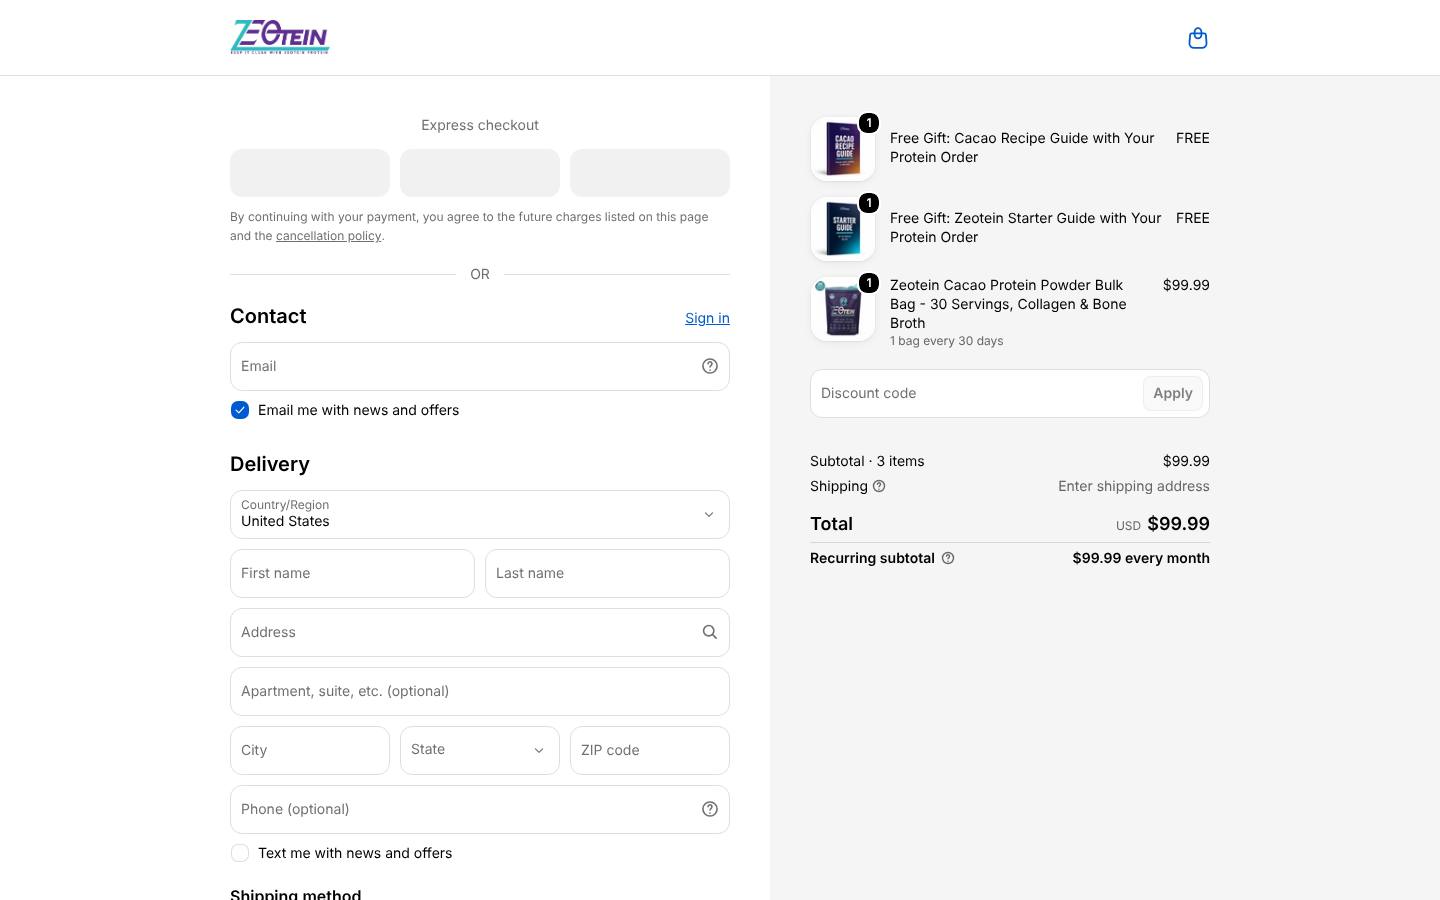 ZEOTEIN
Express checkout
By continuing with your payment, you agree to the future charges listed on this page
and the cancellation policy.
OR
Contact
Sign in
Email
Email me with news and offers
Delivery
Country/Region
United States
First name
Last name
Address
Apartment, suite, etc. (optional)
City
State
ZIP code
Phone (optional)
Text me with news and offers
Shipping method
CACAO
RECIPE
GUIDE
1
Free Gift: Cacao Recipe Guide with Your
Protein Order
FREE
STARTER
GUIDE
1
Free Gift: Zeotein Starter Guide with Your
Protein Order
FREE
ZEOTEIN
1
Zeotein Cacao Protein Powder Bulk
Bag - 30 Servings, Collagen & Bone
Broth
1 bag every 30 days
$99.99
Discount code
Apply
Subtotal · 3 items
$99.99
Shipping
Enter shipping address
Total
USD $99.99
Recurring subtotal
$99.99 every month